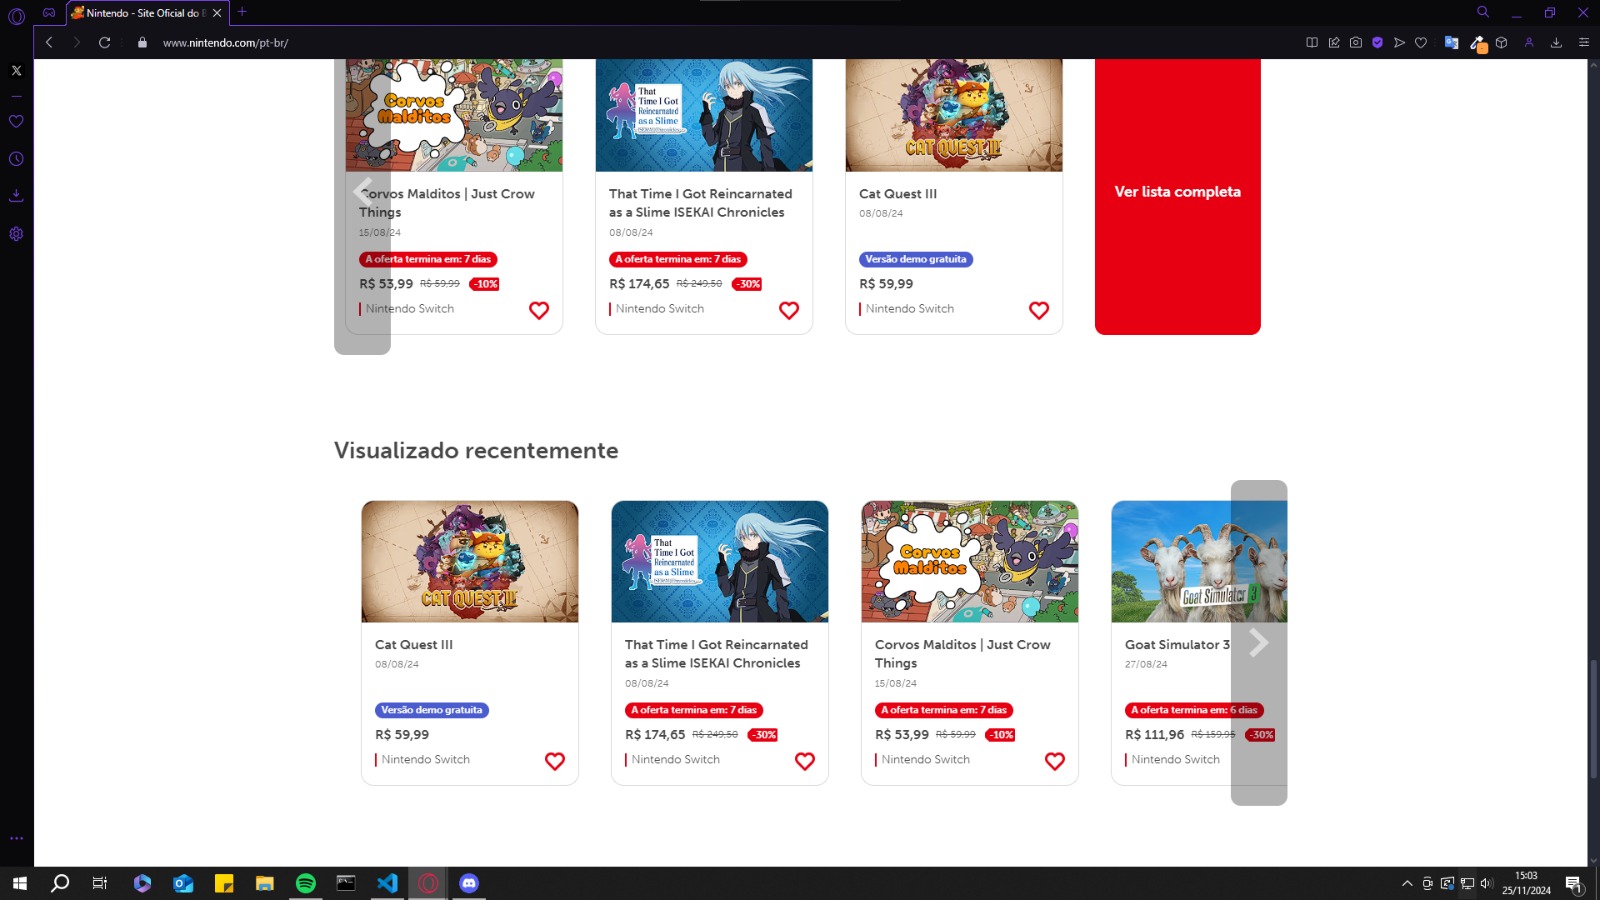 Nintendo - Site Oficial do B
www.nintendo.com/pt-br/
Corvos
Malditos
That
Time I Got
Reincarnated
as a Slime
ISEKAI Chronicles
CAT QUEST III
Corvos Malditos | Just Crow
Things
15/08/24
A oferta termina em: 7 dias
R$ 53,99 R$ 59,99 -10%
Nintendo Switch
That Time I Got Reincarnated
as a Slime ISEKAI Chronicles
08/08/24
A oferta termina em: 7 dias
R$ 174,65 R$ 249,50 -30%
Nintendo Switch
Cat Quest III
08/08/24
Versão demo gratuita
R$ 59,99
Nintendo Switch
Ver lista completa
Visualizado recentemente
CAT QUEST III
That
Time I Got
Reincarnated
as a Slime
ISEKAI Chronicles
Corvos
Malditos
Goat Simulator 3
Cat Quest III
08/08/24
Versão demo gratuita
R$ 59,99
Nintendo Switch
That Time I Got Reincarnated
as a Slime ISEKAI Chronicles
08/08/24
A oferta termina em: 7 dias
R$ 174,65 R$ 249,50 -30%
Nintendo Switch
Corvos Malditos | Just Crow
Things
15/08/24
A oferta termina em: 7 dias
R$ 53,99 R$ 59,99 -10%
Nintendo Switch
Goat Simulator 3
27/08/24
A oferta termina em: 6 dias
R$ 111,96 R$ 159,95 -30%
Nintendo Switch
15:03
25/11/2024
1